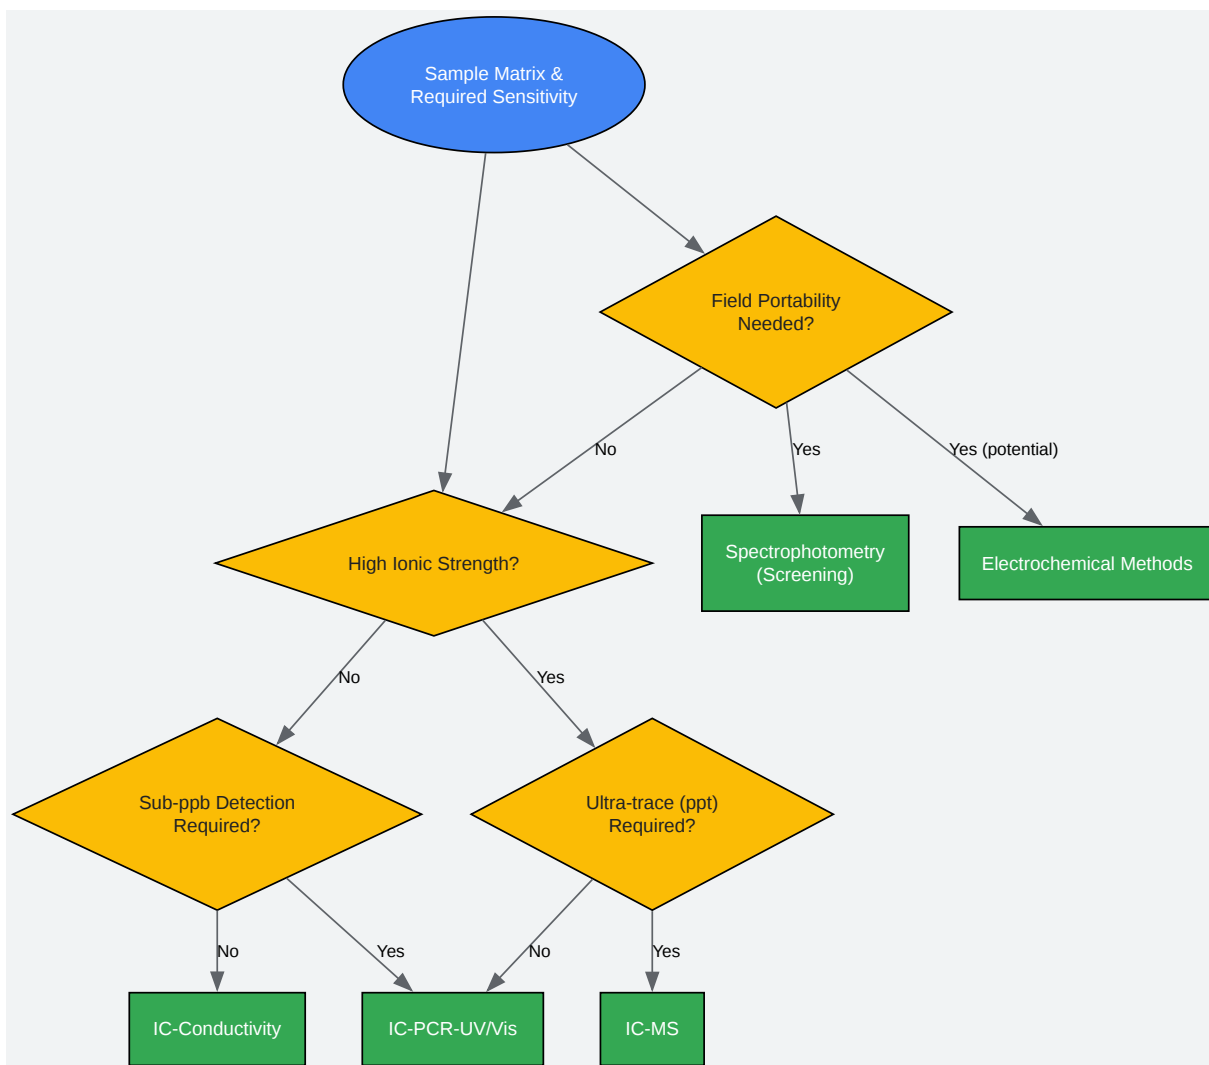 Sample Matrix &
Required Sensitivity
Field Portability
Needed?
No
Yes
Yes (potential)
High Ionic Strength?
Spectrophotometry
(Screening)
Electrochemical Methods
No
Yes
Sub-ppb Detection
Required?
Ultra-trace (ppt)
Required?
No
Yes
No
Yes
IC-Conductivity
IC-PCR-UV/Vis
IC-MS